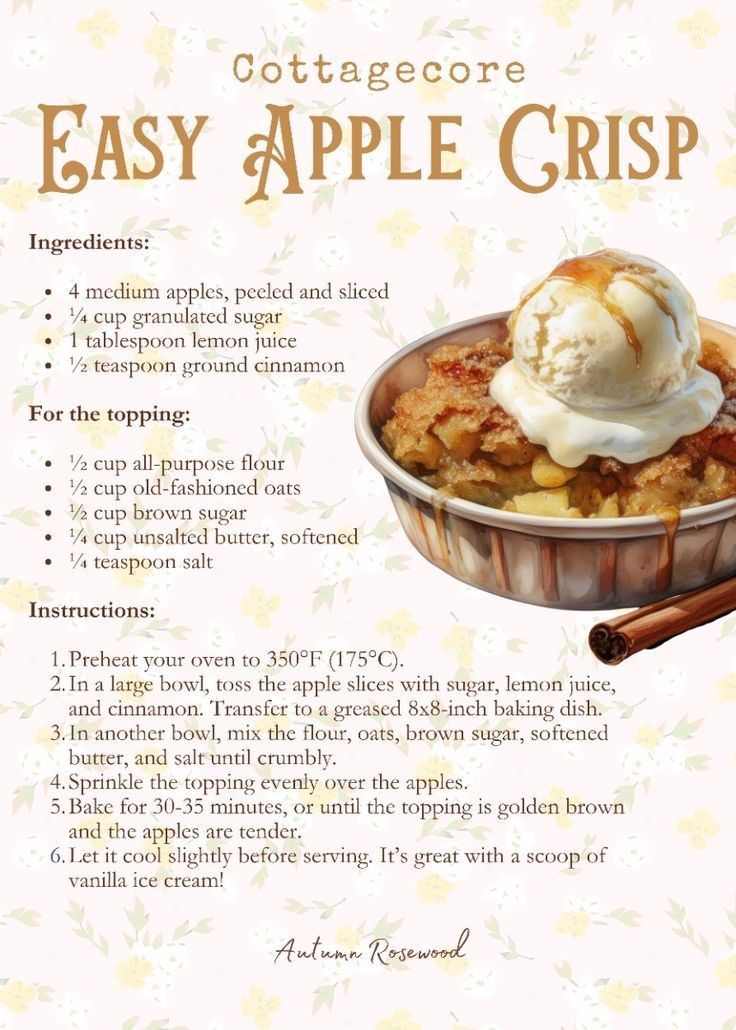 Cottagecore
EASY APPLE CRISP
Ingredients:
• 4 medium apples, peeled and sliced
• ¼ cup granulated sugar
• 1 tablespoon lemon juice
• ½ teaspoon ground cinnamon
For the topping:
• ½ cup all-purpose flour
• ½ cup old-fashioned oats
• ½ cup brown sugar
• ¼ cup unsalted butter, softened
• ¼ teaspoon salt
Instructions:
1. Preheat your oven to 350°F (175°C).
2. In a large bowl, toss the apple slices with sugar, lemon juice,
and cinnamon. Transfer to a greased 8x8-inch baking dish.
3. In another bowl, mix the flour, oats, brown sugar, softened
butter, and salt until crumbly.
4. Sprinkle the topping evenly over the apples.
5. Bake for 30-35 minutes, or until the topping is golden brown
and the apples are tender.
6. Let it cool slightly before serving. It's great with a scoop of
vanilla ice cream!
Autumn Rosewood